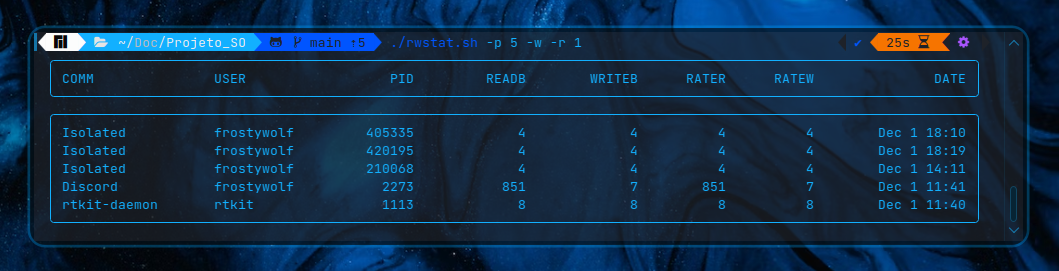 ~/Doc/Projeto_SO main ↑5 ./rwstat.sh -p 5 -w -r 1 ✔ 25s
COMM USER PID READB WRITEB RATER RATEW DATE
Isolated frostywolf 405335 4 4 4 4 Dec 1 18:10
Isolated frostywolf 420195 4 4 4 4 Dec 1 18:19
Isolated frostywolf 210068 4 4 4 4 Dec 1 14:11
Discord frostywolf 2273 851 7 851 7 Dec 1 11:41
rtkit-daemon rtkit 1113 8 8 8 8 Dec 1 11:40